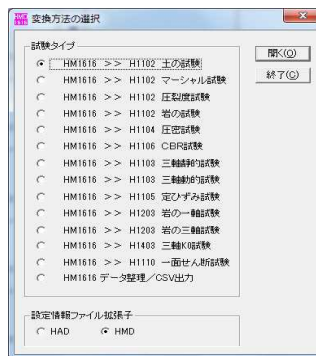 変換方法の選択
試験タイプ
HM1616 >> H1102 土の試験
HM1616 >> H1102 マーシャル試験
HM1616 >> H1102 圧裂度試験
HM1616 >> H1102 岩の試験
HM1616 >> H1104 圧密試験
HM1616 >> H1106 CBR試験
HM1616 >> H1103 三軸静的試験
HM1616 >> H1103 三軸動的試験
HM1616 >> H1105 定ひずみ試験
HM1616 >> H1203 岩の一軸試験
HM1616 >> H1203 岩の三軸試験
HM1616 >> H1403 三軸K0試験
HM1616 >> H1110 一面せん断試験
HM1616 データ整理/CSV出力
開く(O)
終了(C)
設定情報ファイル拡張子
HAD HMD